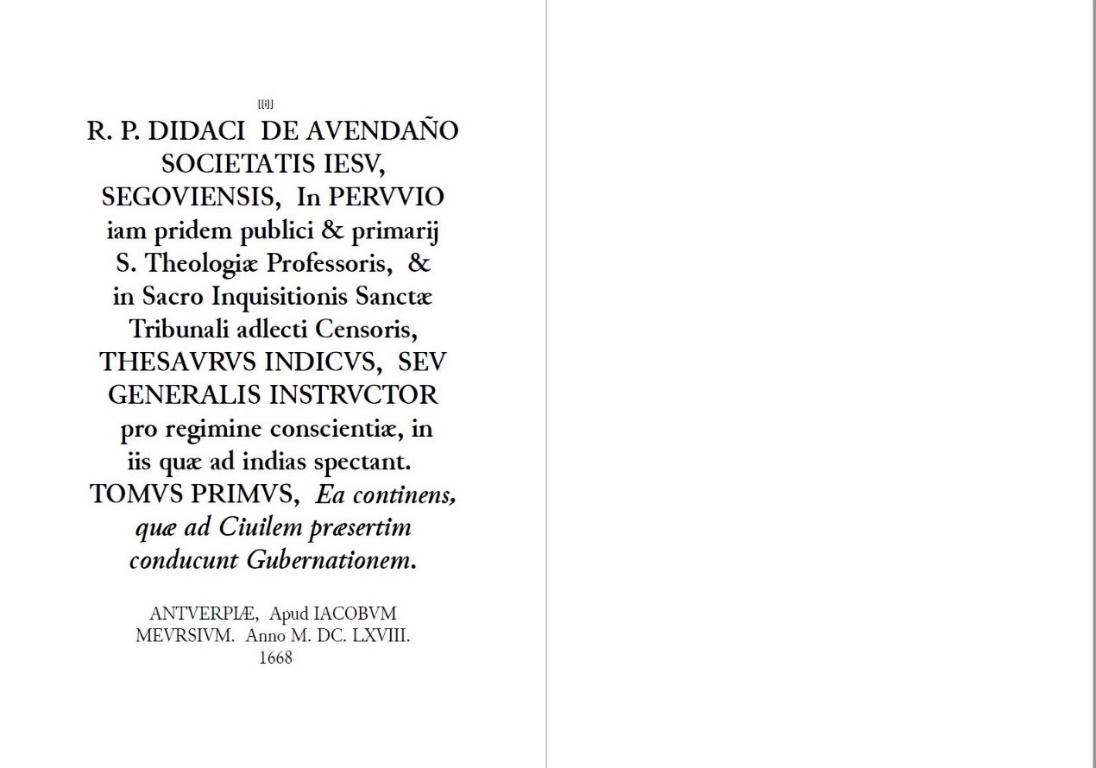 [[i]]
R. P. DIDACI DE AVENDAÑO
SOCIETATIS IESV,
SEGOVIENSIS, In PERVVIO
iam pridem publici & primarij
S. Theologiæ Professoris, &
in Sacro Inquisitionis Sanctæ
Tribunali adlecti Censoris,
THESAVRVS INDICVS, SEV
GENERALIS INSTRVCTOR
pro regimine conscientiæ, in
iis quæ ad indias spectant.
TOMVS PRIMVS, Ea continens,
quæ ad Ciuilem præsertim
conducunt Gubernationem.
ANTVERPIÆ, Apud IACOBVM
MEVRSIVM. Anno M. DC. LXVIII.
1668